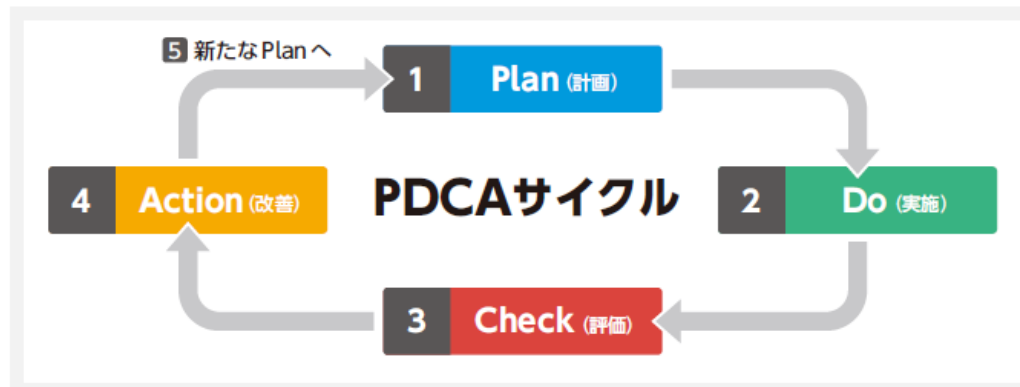 5 新たなPlanへ
1 Plan (計画)
4 Action (改善)
PDCAサイクル
2 Do (実施)
3 Check (評価)